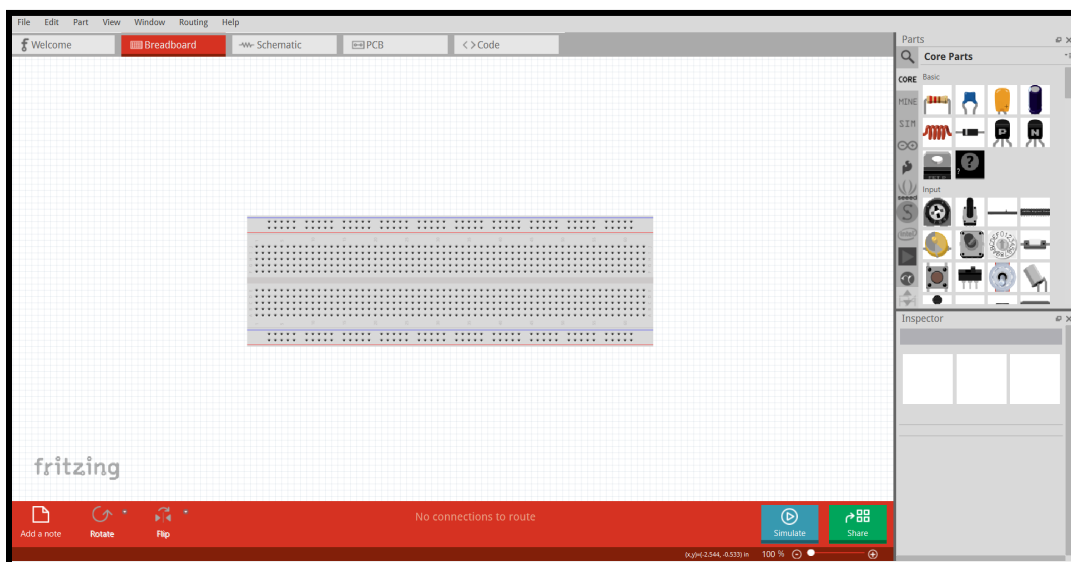 File Edit Part View Window Routing Help
Welcome
Breadboard
Schematic
PCB
<> Code
Parts
Core Parts
CORE
Basic
MINE
SIM
P
N
?
?
Input
seeed
S
intel
Inspector
fritzing
Add a note
Rotate
Flip
No connections to route
Simulate
Share
(x,y)=(-2.544, -0.533) in
100 %